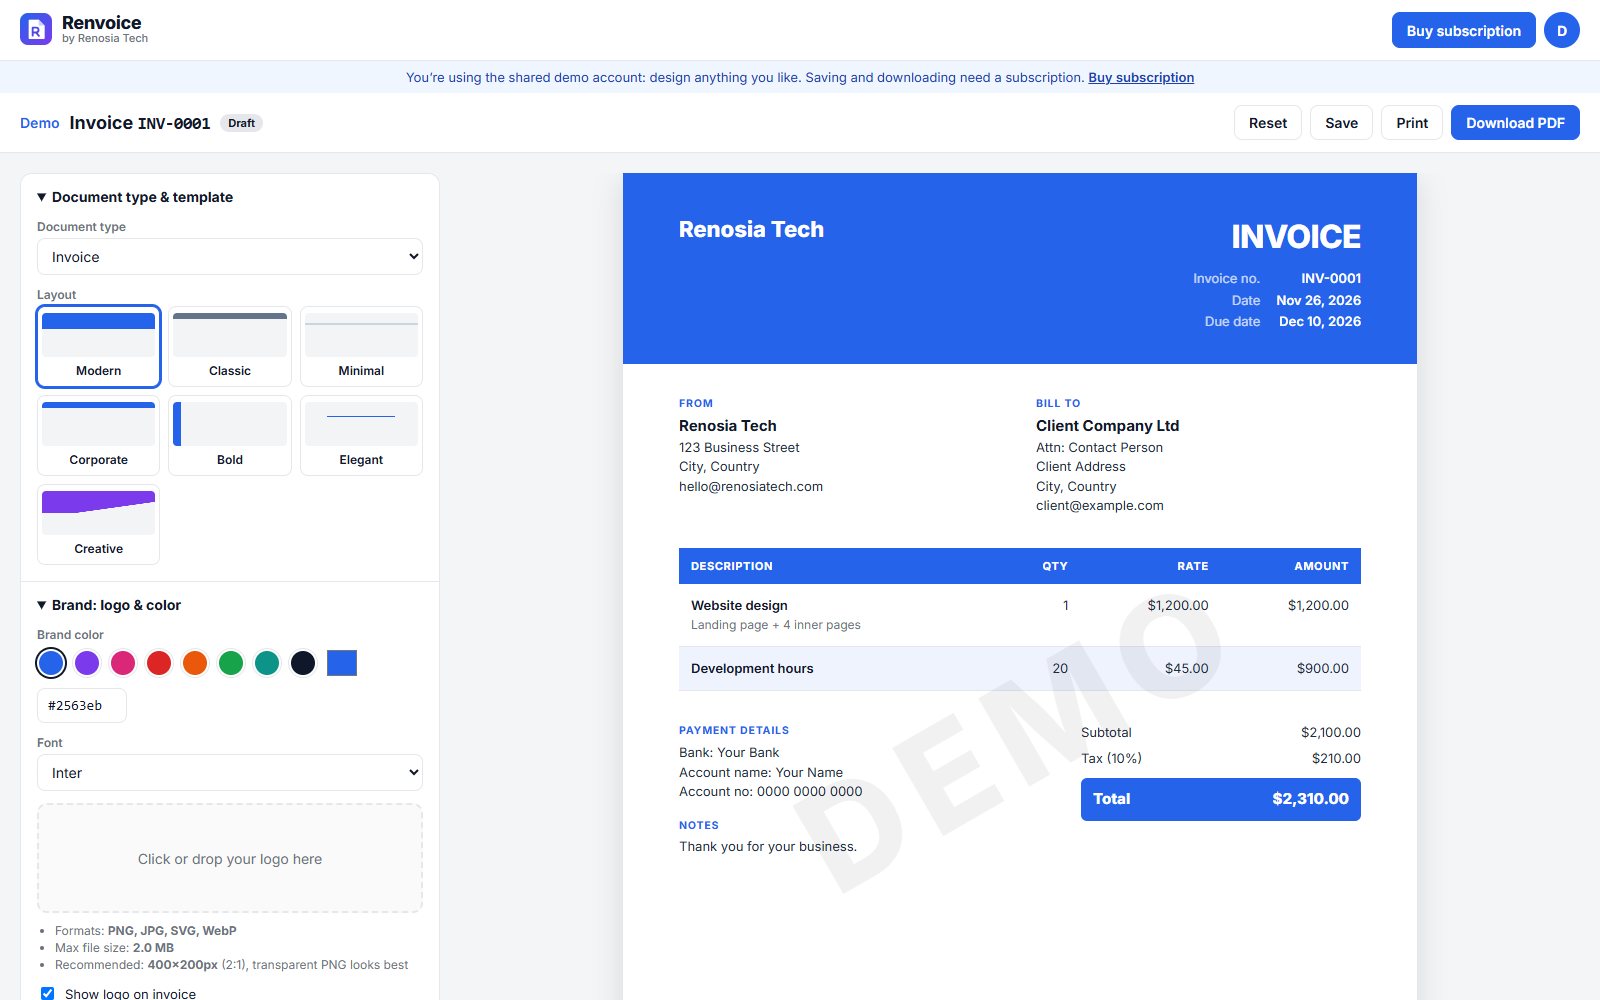 Renvoice
by Renosia Tech
Buy subscription
D
You're using the shared demo account: design anything you like. Saving and downloading need a subscription. Buy subscription
Demo Invoice INV-0001 Draft
Reset Save Print Download PDF
▼ Document type & template
Document type
Invoice
Layout
Modern Classic Minimal
Corporate Bold Elegant
Creative
▼ Brand: logo & color
Brand color
#2563eb
Font
Inter
Click or drop your logo here
• Formats: PNG, JPG, SVG, WebP
• Max file size: 2.0 MB
• Recommended: 400×200px (2:1), transparent PNG looks best
Show logo on invoice
Renosia Tech
INVOICE
Invoice no. INV-0001
Date Nov 26, 2026
Due date Dec 10, 2026
FROM
Renosia Tech
123 Business Street
City, Country
hello@renosiatech.com
BILL TO
Client Company Ltd
Attn: Contact Person
Client Address
City, Country
client@example.com
DESCRIPTION QTY RATE AMOUNT
Website design 1 $1,200.00 $1,200.00
Landing page + 4 inner pages
Development hours 20 $45.00 $900.00
PAYMENT DETAILS
Bank: Your Bank
Account name: Your Name
Account no: 0000 0000 0000
NOTES
Thank you for your business.
Subtotal $2,100.00
Tax (10%) $210.00
Total $2,310.00
DEMO